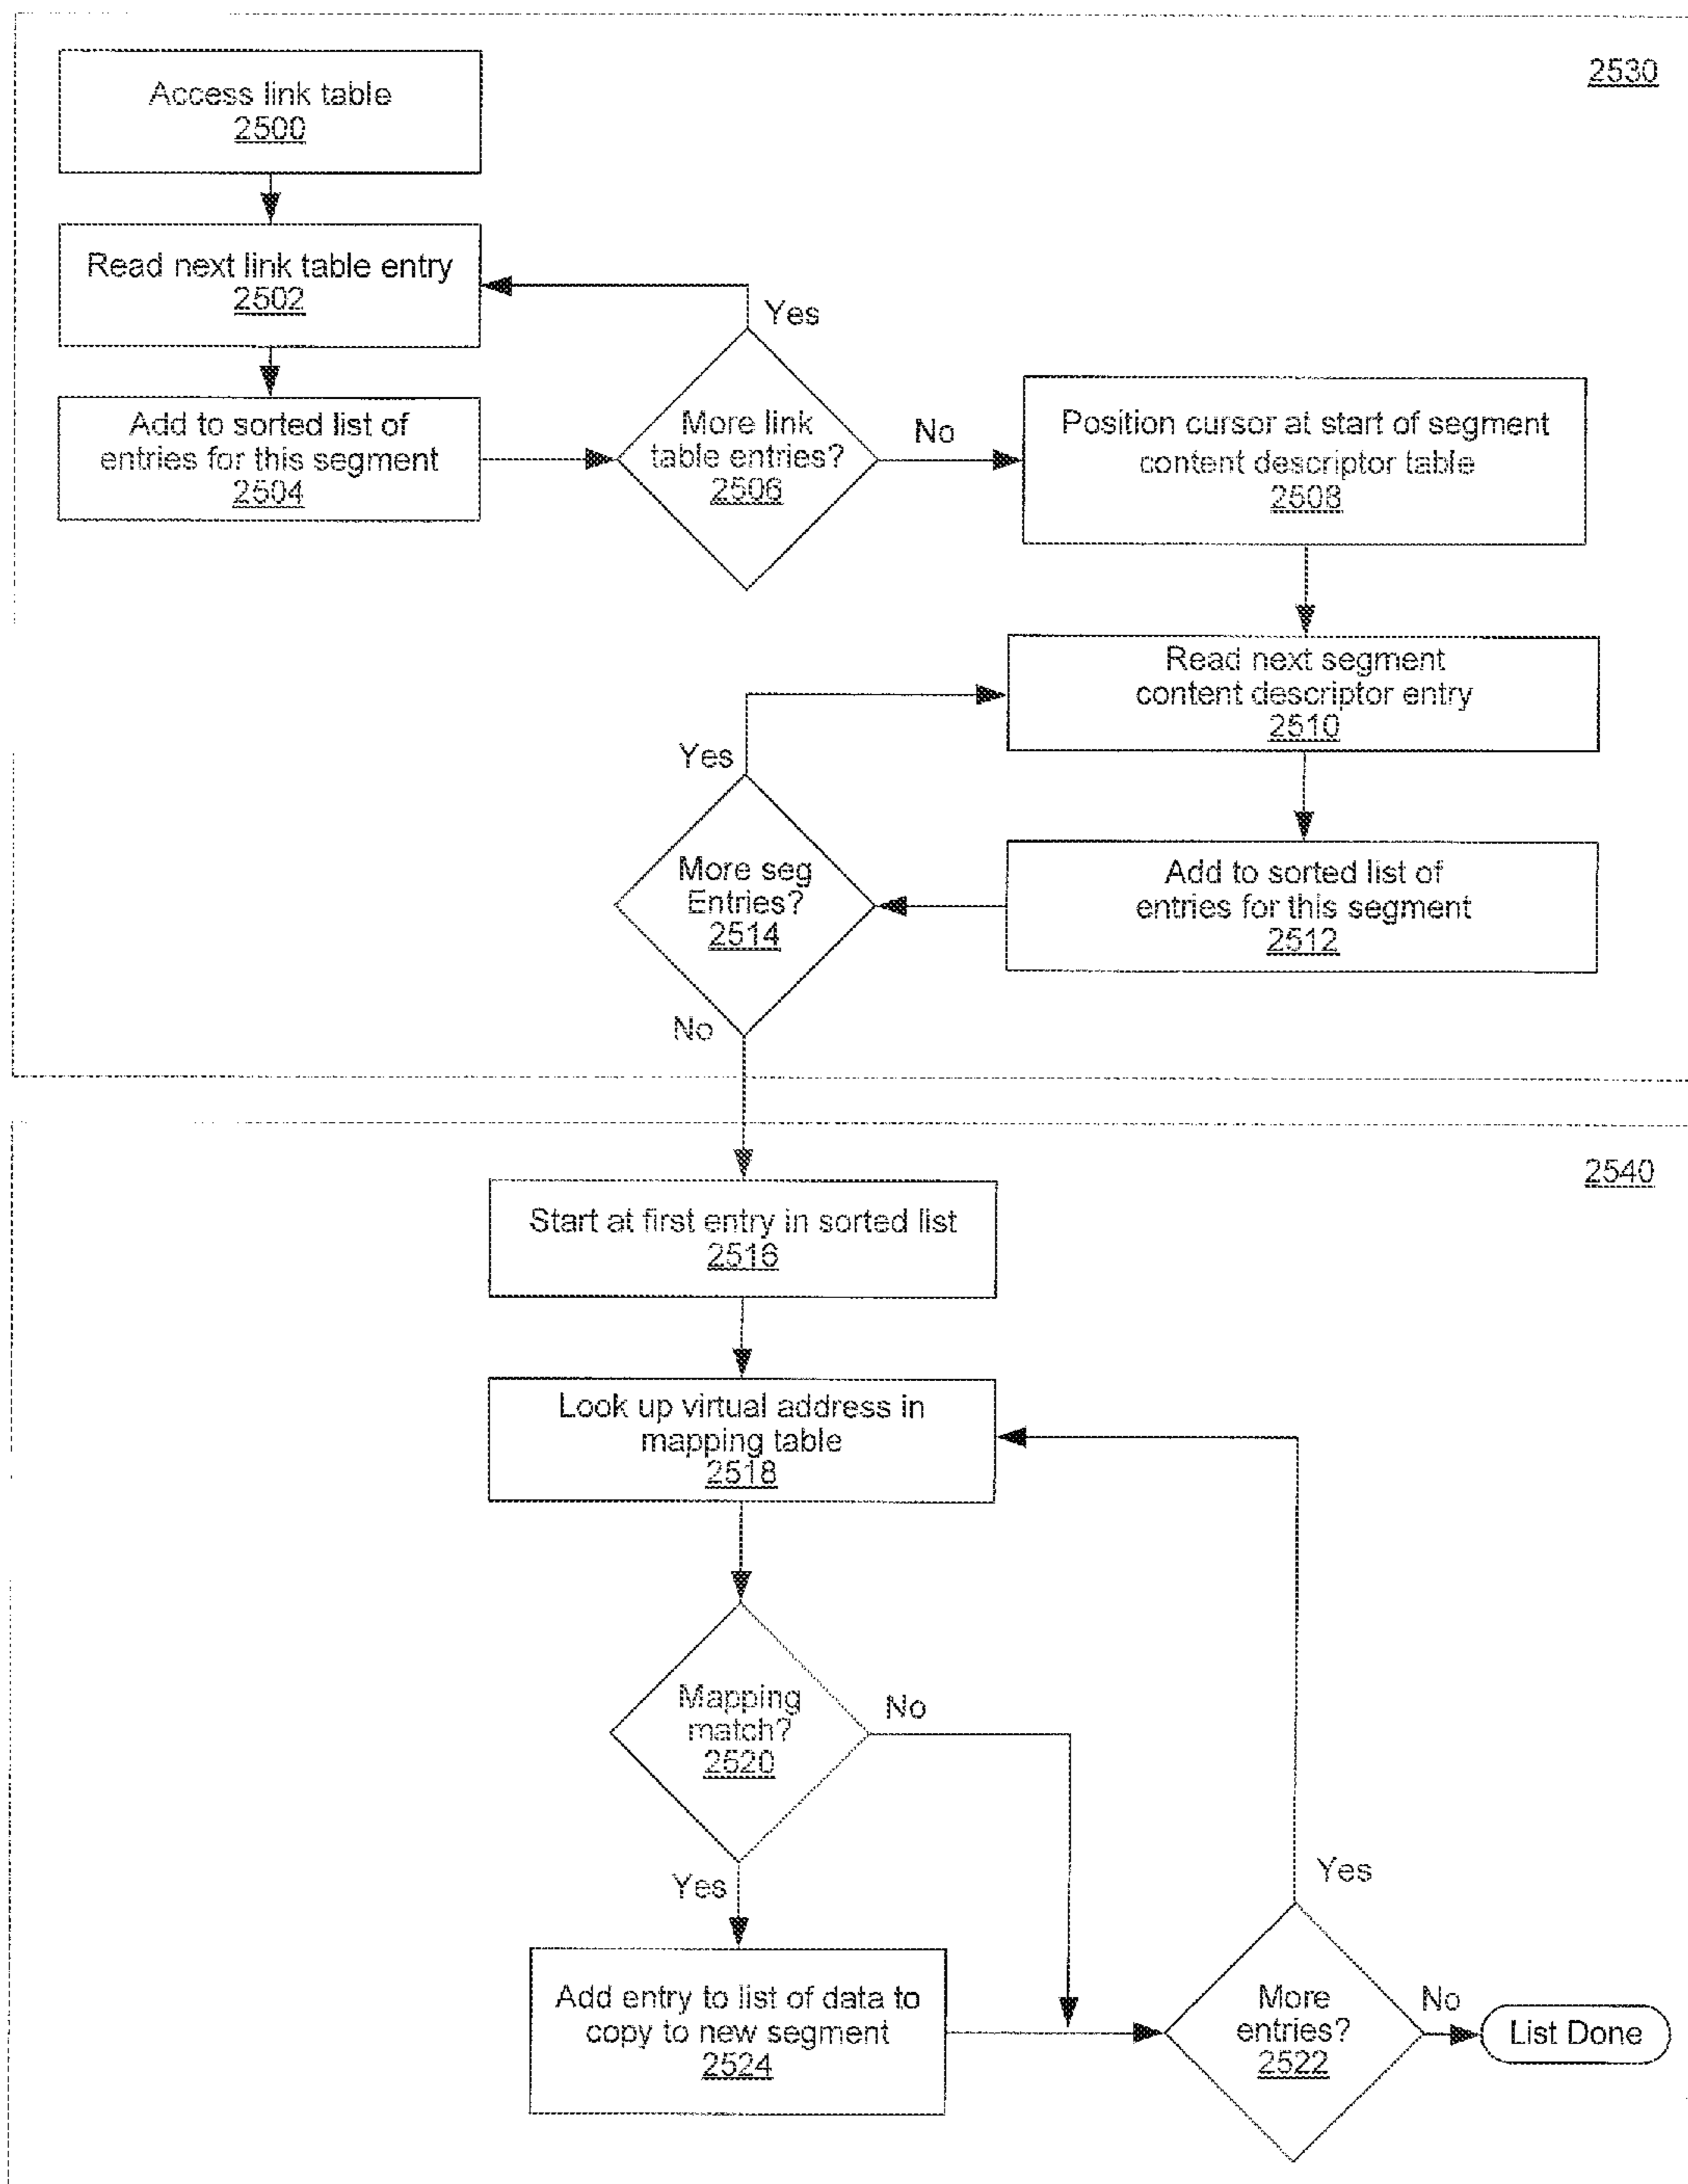 2530
Access link table
2500
Read next link table entry
2502
Yes
Add to sorted list of
entries for this segment
2504
More link
table entries?
2506
No
Position cursor at start of segment
content descriptor table
2508
Read next segment
content descriptor entry
2510
Yes
More seg
Entries?
2514
Add to sorted list of
entries for this segment
2512
No
2540
Start at first entry in sorted list
2516
Look up virtual address in
mapping table
2518
Mapping
match?
2520
No
Yes
Yes
Add entry to list of data to
copy to new segment
2524
More
entries?
2522
No
List Done